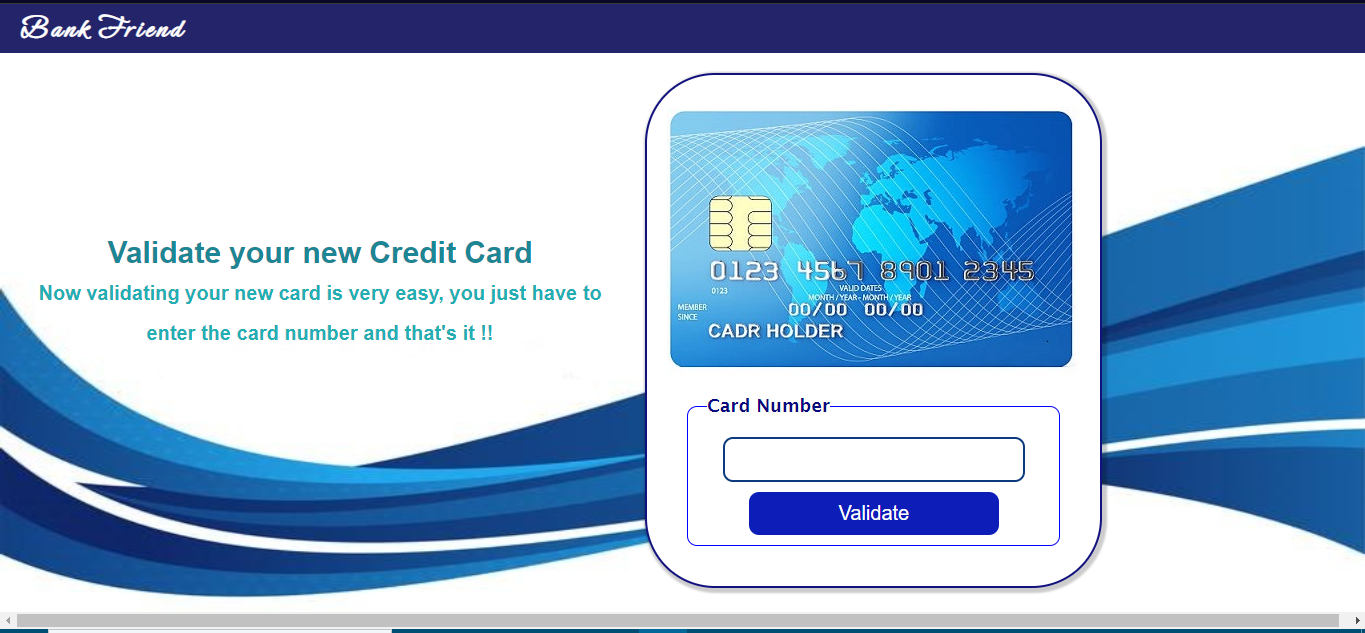 Bank Friend
Validate your new Credit Card
Now validating your new card is very easy, you just have to
enter the card number and that's it !!
0123 4567 8901 2345
0123
VALID DATES
MONTH / YEAR - MONTH / YEAR
MEMBER
SINCE
00/00 00/00
CADR HOLDER
Card Number
Validate